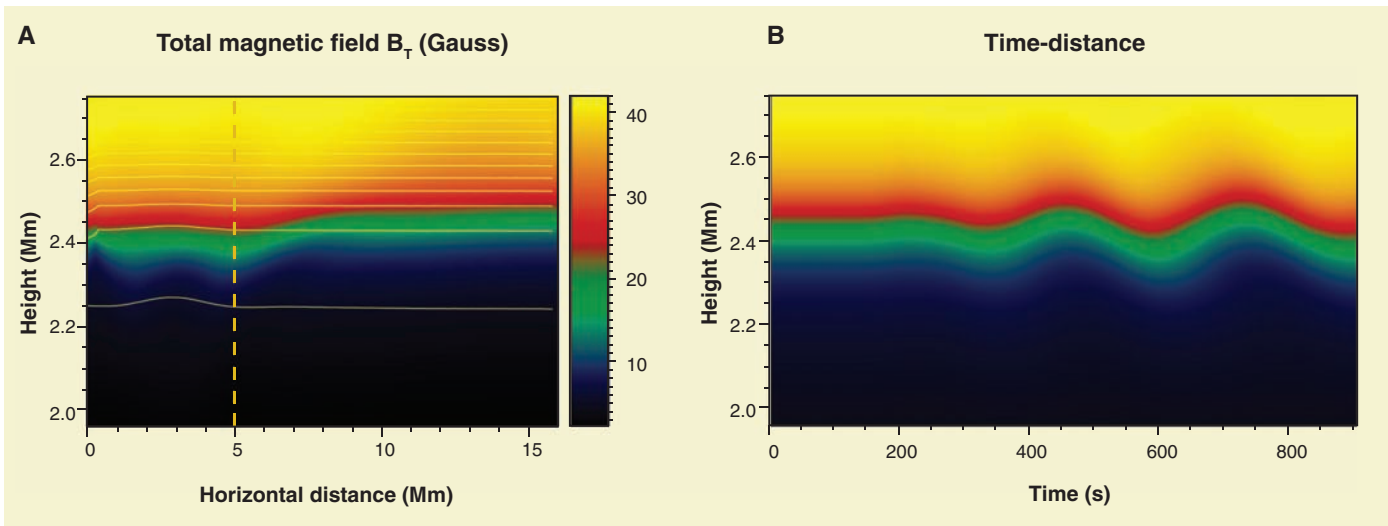 A
Total magnetic field B_T (Gauss)
2.6
2.4
2.2
2.0
Height (Mm)
0
5
10
15
Horizontal distance (Mm)
40
30
20
10
B
Time-distance
2.6
2.4
2.2
2.0
Height (Mm)
0
200
400
600
800
Time (s)